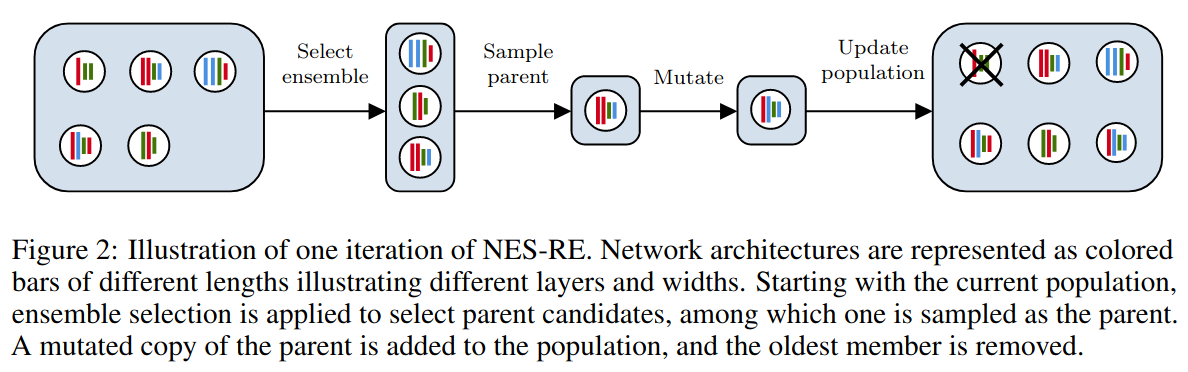 Select
ensemble
Sample
parent
Mutate
Update
population
Figure 2: Illustration of one iteration of NES-RE. Network architectures are represented as colored
bars of different lengths illustrating different layers and widths. Starting with the current population,
ensemble selection is applied to select parent candidates, among which one is sampled as the parent.
A mutated copy of the parent is added to the population, and the oldest member is removed.